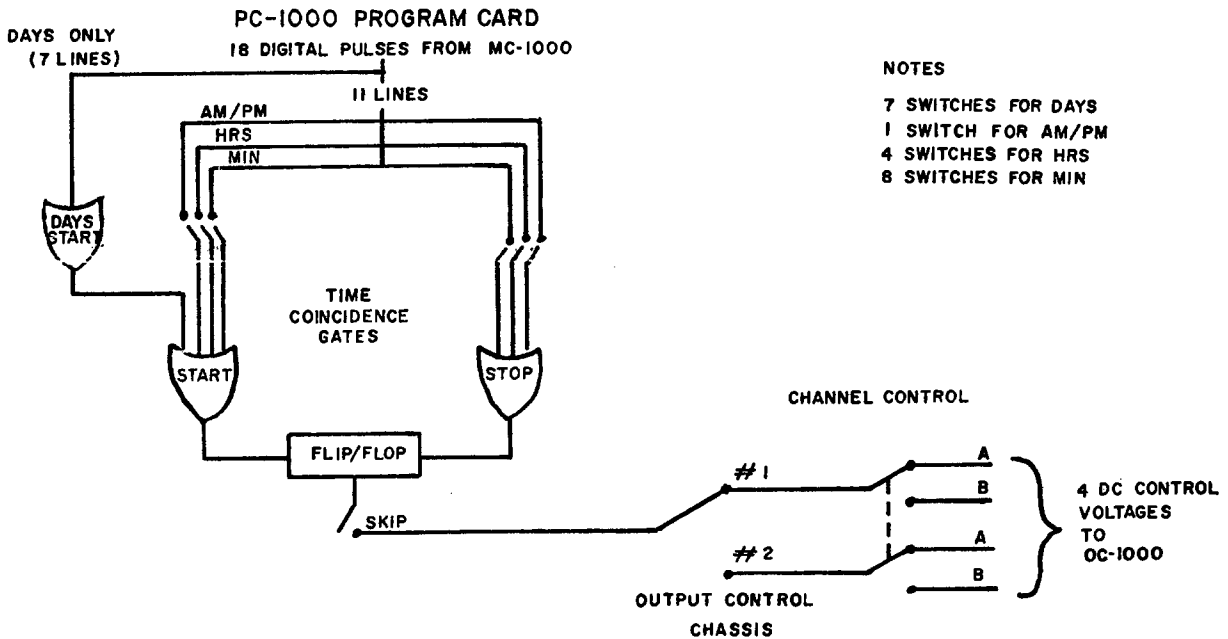 PC-1000 PROGRAM CARD
18 DIGITAL PULSES FROM MC-1000
DAYS ONLY
(7 LINES)
11 LINES
AM/PM
HRS
MIN
DAYS
START
TIME
COINCIDENCE
GATES
START
STOP
FLIP/FLOP
SKIP
NOTES
7 SWITCHES FOR DAYS
1 SWITCH FOR AM/PM
4 SWITCHES FOR HRS
8 SWITCHES FOR MIN
CHANNEL CONTROL
#1
A
B
#2
A
B
4 DC CONTROL
VOLTAGES
TO
OC-1000
OUTPUT CONTROL
CHASSIS